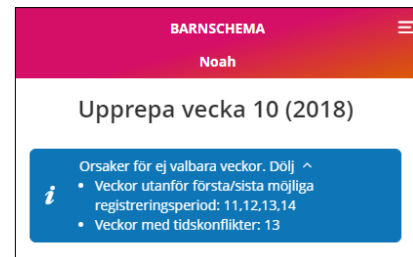 BARNSCHEMA
Noah
Upprepa vecka 10 (2018)
Orsaker för ej valbara veckor. Dölj ^
i
• Veckor utanför första/sista möjliga
registreringsperiod: 11,12,13,14
• Veckor med tidskonflikter: 13